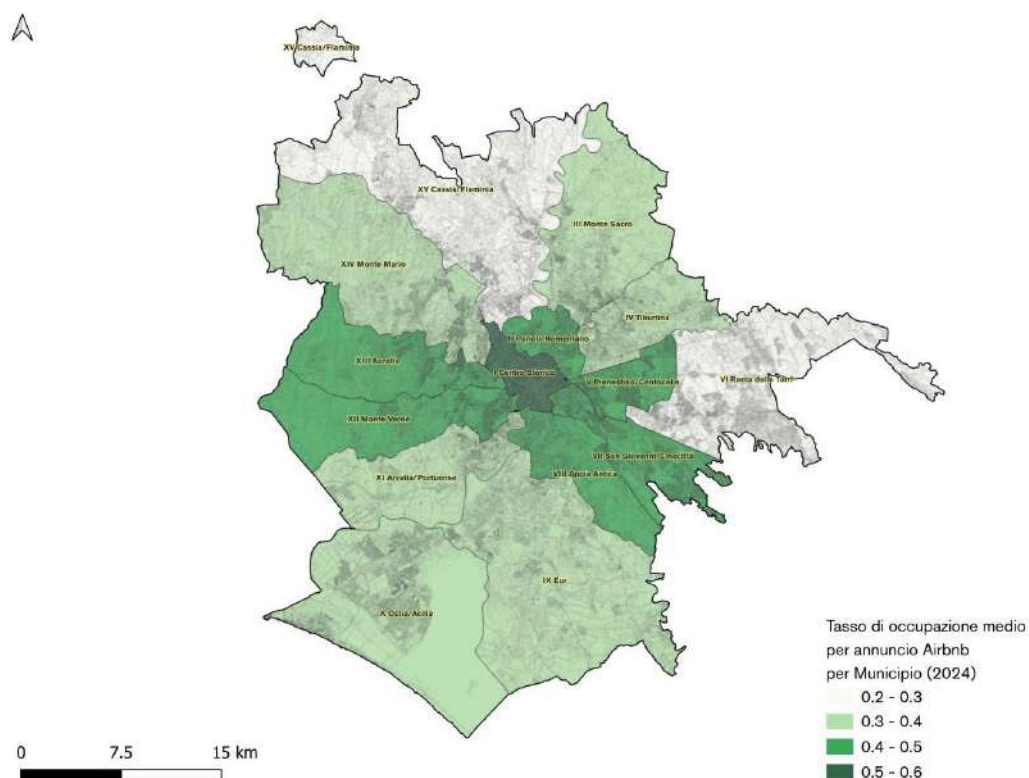 XV Cassia/Flaminia
XV Cassia/Flaminia
III Monte Sacro
XIV Monte Mario
IV Tiburtina
II Parioli/Nomentano
XIII Aurelia
I Centro Storico
V Prenestino/Centocelle
VI Roma delle Torri
XII Monte Verde
VII San Giovanni/Cinecittà
VIII Appia Antica
XI Arvalia/Portuense
IX Eur
X Ostia/Acilia
Tasso di occupazione medio
per annuncio Airbnb
per Municipio (2024)
0.2 - 0.3
0.3 - 0.4
0.4 - 0.5
0.5 - 0.6
0 7.5 15 km